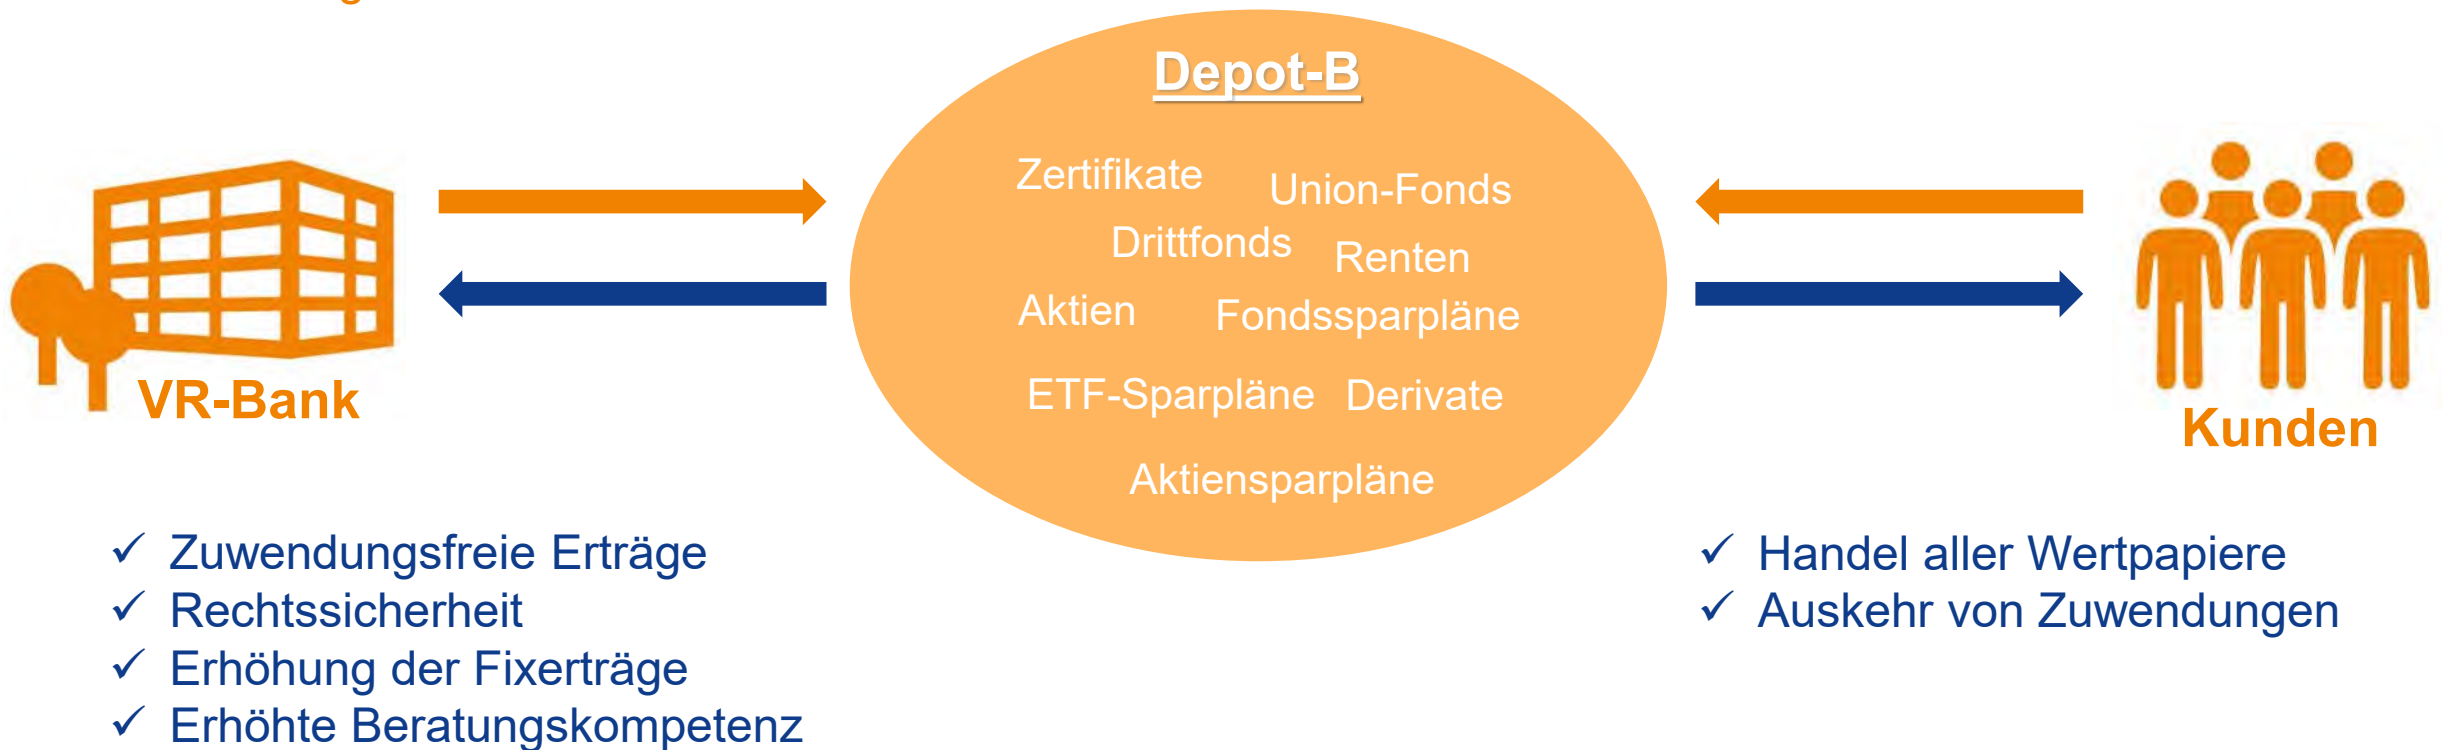 Depot-B
Zertifikate
Union-Fonds
Drittfonds
Renten
Aktien
Fondssparpläne
ETF-Sparpläne
Derivate
Aktiensparpläne
VR-Bank
Kunden
✓ Zuwendungsfreie Erträge
✓ Rechtssicherheit
✓ Erhöhung der Fixerträge
✓ Erhöhte Beratungskompetenz
✓ Handel aller Wertpapiere
✓ Auskehr von Zuwendungen